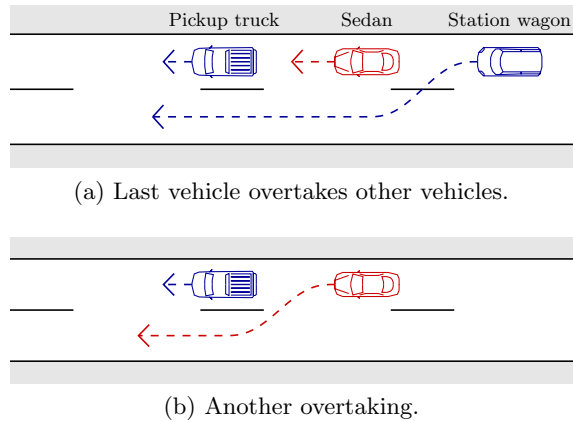 Pickup truck Sedan Station wagon
(a) Last vehicle overtakes other vehicles.
(b) Another overtaking.